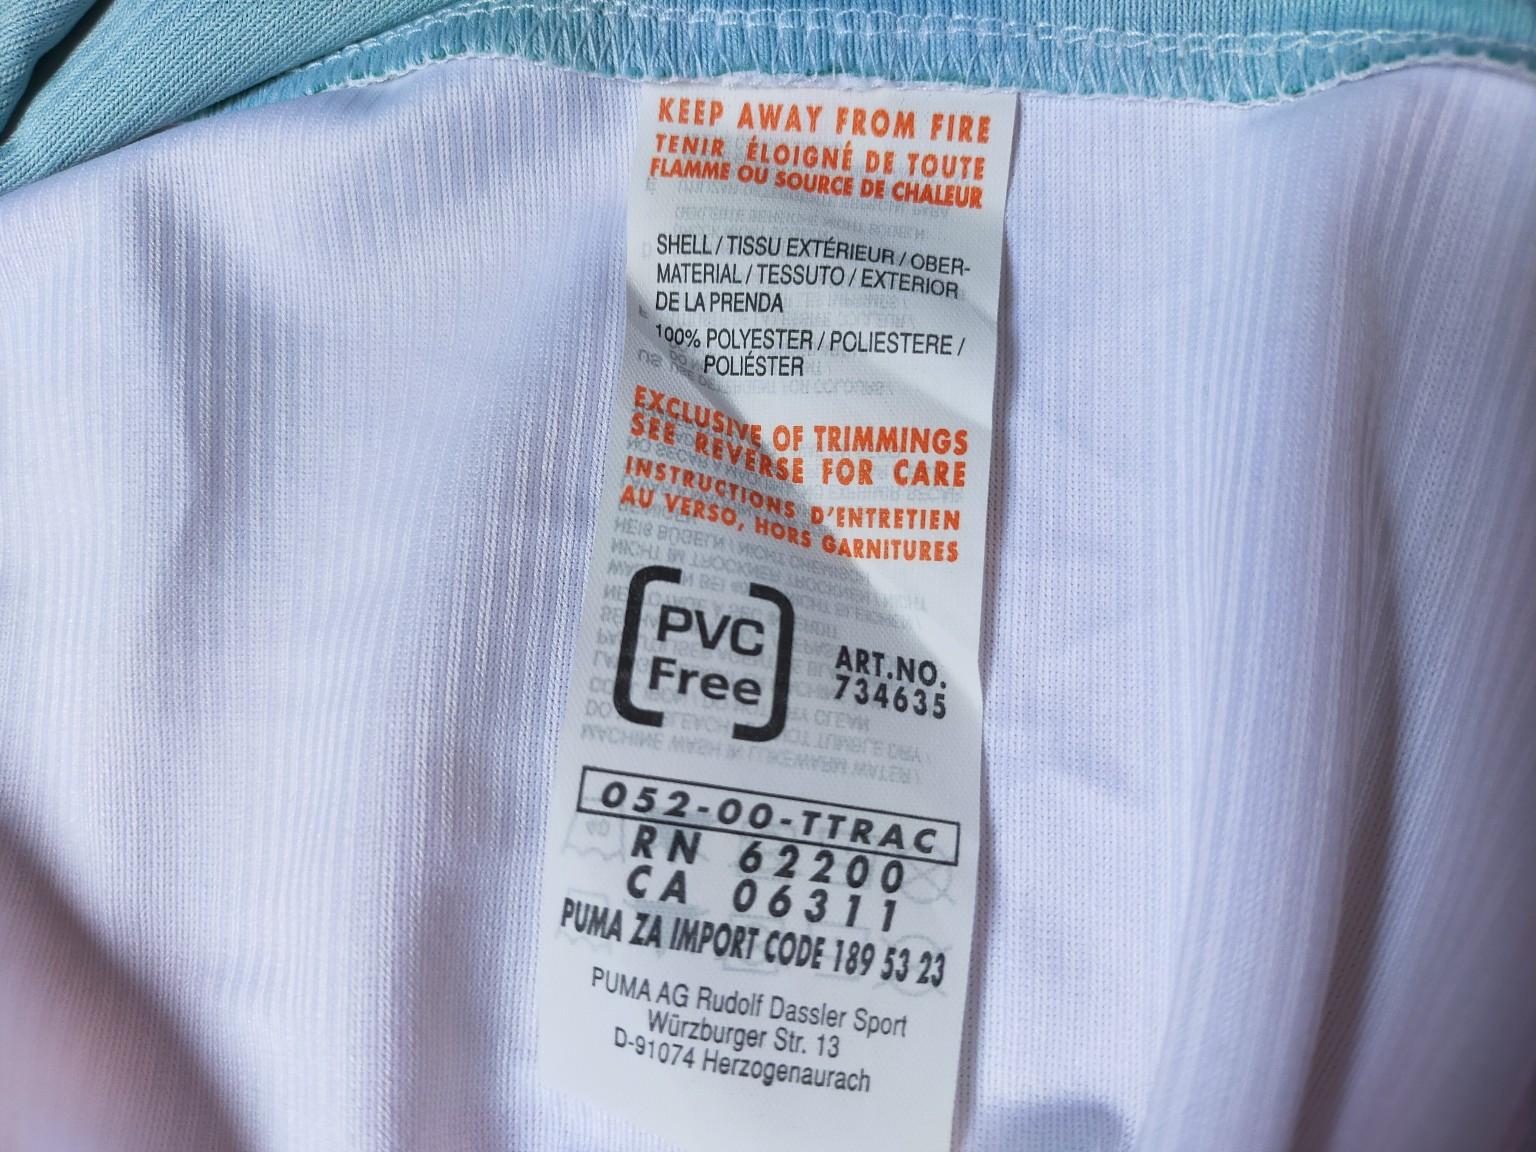 KEEP AWAY FROM FIRE
TENIR ÉLOIGNÉ DE TOUTE
FLAMME OU SOURCE DE CHALEUR
SHELL / TISSU EXTÉRIEUR / OBER-
MATERIAL / TESSUTO / EXTERIOR
DE LA PRENDA
100% POLYESTER / POLIESTERE /
POLIÉSTER
EXCLUSIVE OF TRIMMINGS
SEE REVERSE FOR CARE
INSTRUCTIONS D'ENTRETIEN
AU VERSO, HORS GARNITURES
PVC
Free
ART.NO.
734635
052-00-TTRAC
RN 62200
CA 06311
PUMA ZA IMPORT CODE 189 53 23
PUMA AG Rudolf Dassler Sport
Würzburger Str. 13
D-91074 Herzogenaurach